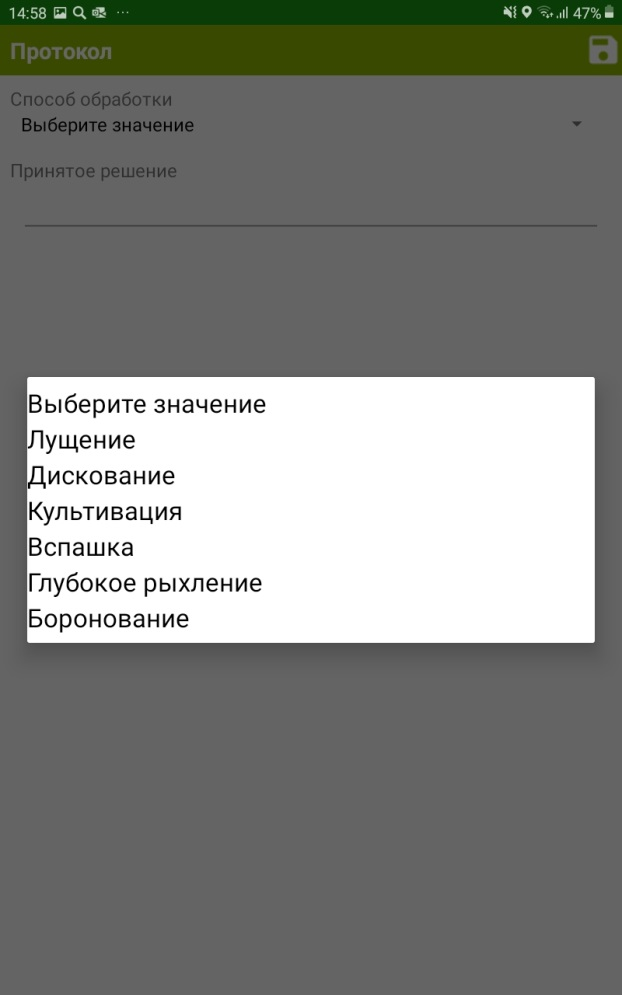 14:58 ... 47%
Протокол
Способ обработки
Выберите значение
Принятое решение
Выберите значение
Лущение
Дискование
Культивация
Вспашка
Глубокое рыхление
Боронование